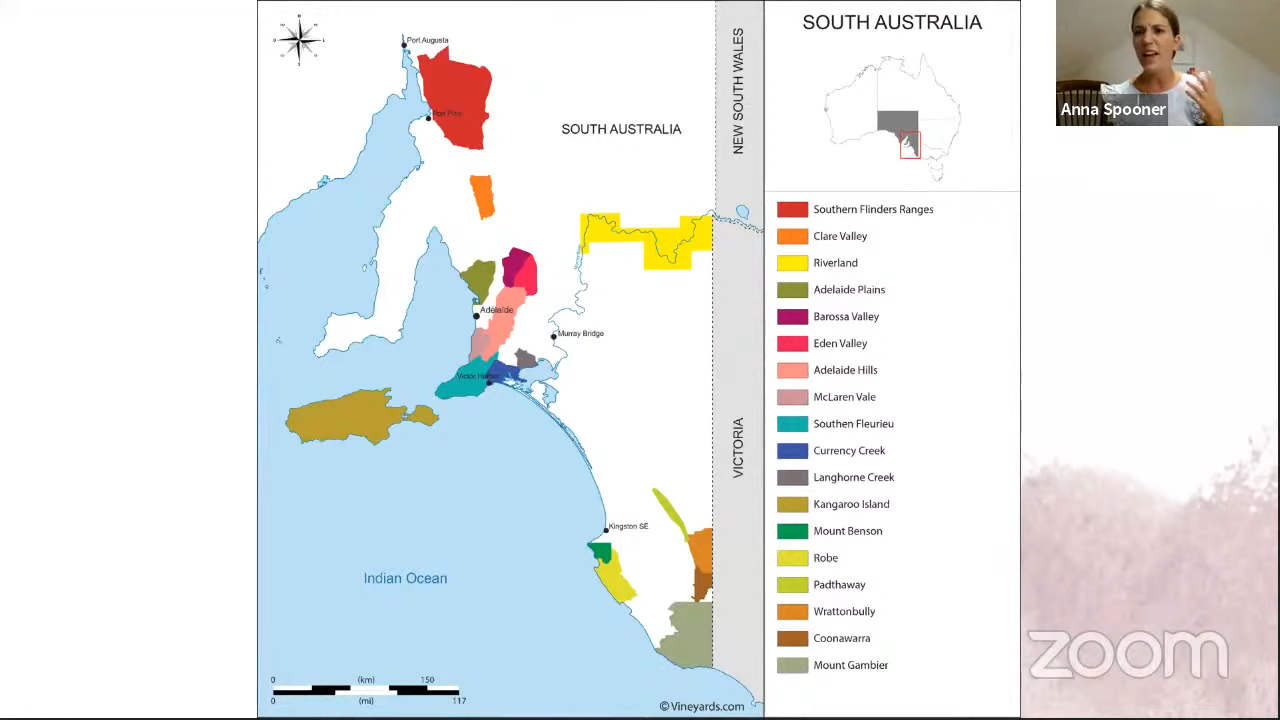 Port Augusta
Port Pirie
SOUTH AUSTRALIA
NEW SOUTH WALES
Adelaide
Murray Bridge
Victor Harbor
VICTORIA
Kingston SE
Indian Ocean
0 (km) 150
0 (mi) 117
© Vineyards.com
SOUTH AUSTRALIA
Southern Flinders Ranges
Clare Valley
Riverland
Adelaide Plains
Barossa Valley
Eden Valley
Adelaide Hills
McLaren Vale
Southen Fleurieu
Currency Creek
Langhorne Creek
Kangaroo Island
Mount Benson
Robe
Padthaway
Wrattonbully
Coonawarra
Mount Gambier
Anna Spooner
zoom